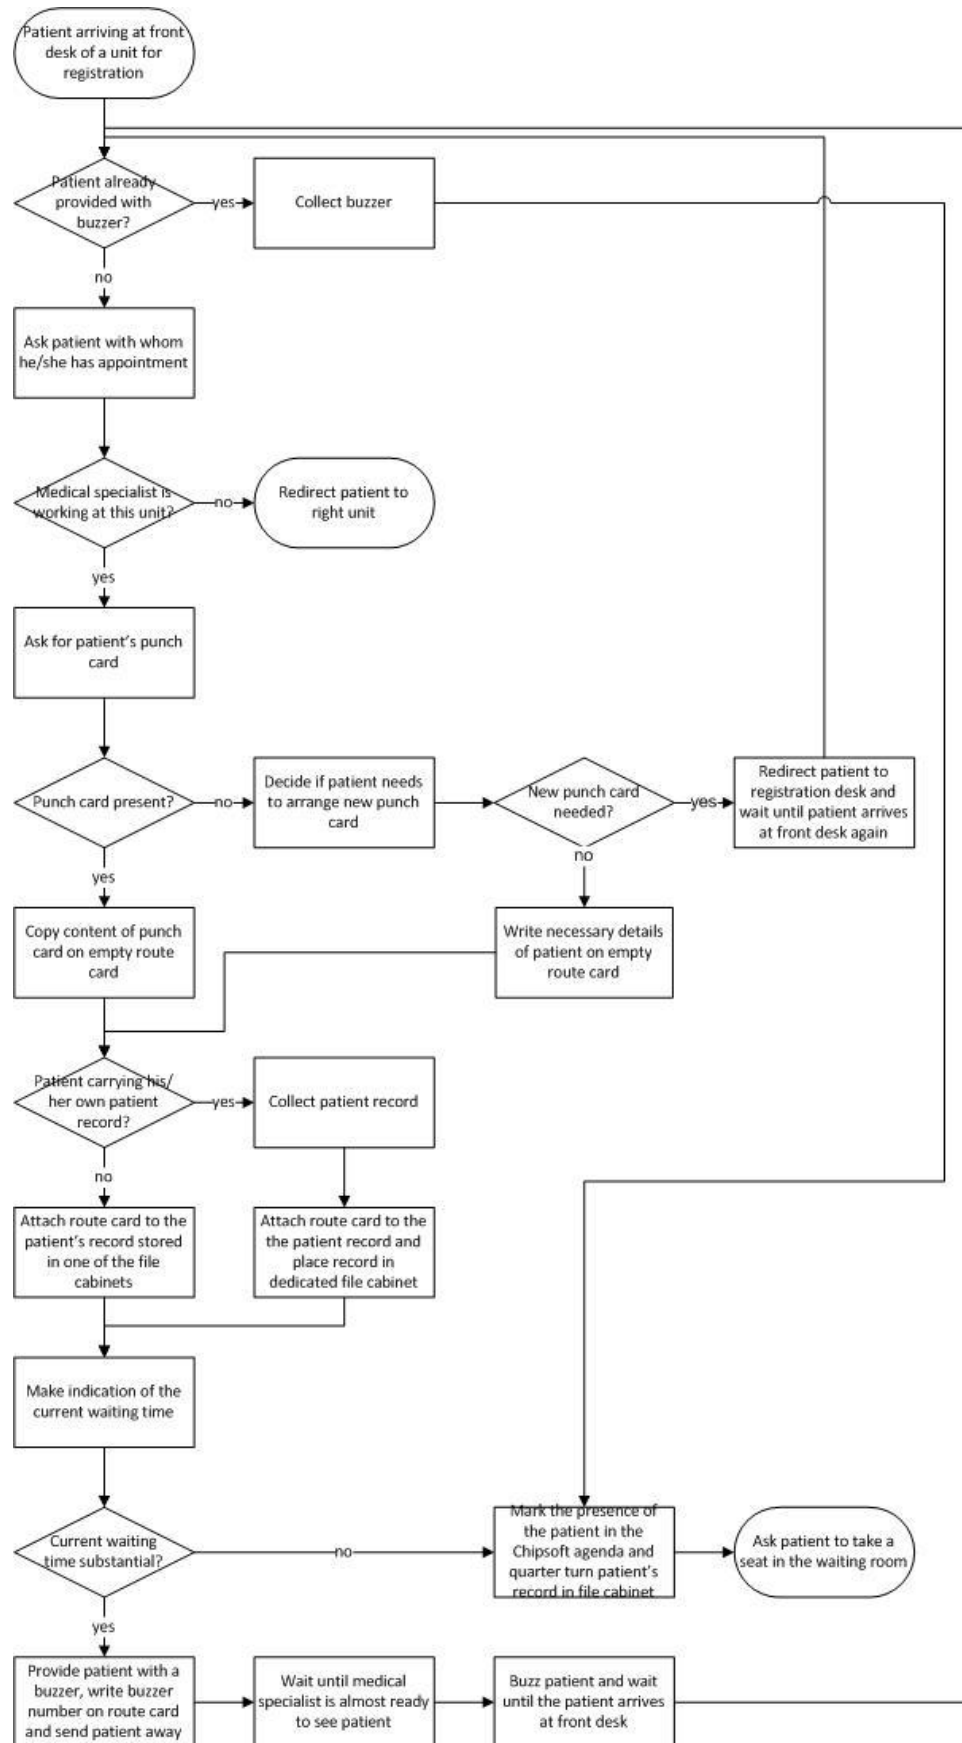 Patient arriving at front
desk of a unit for
registration
Patient already
provided with
buzzer?
yes
Collect buzzer
no
Ask patient with whom
he/she has appointment
Medical specialist is
working at this unit?
no
Redirect patient to
right unit
yes
Ask for patient's punch
card
Punch card present?
no
Decide if patient needs
to arrange new punch
card
New punch card
needed?
yes
Redirect patient to
registration desk and
wait until patient arrives
at front desk again
yes
no
Copy content of punch
card on empty route
card
Write necessary details
of patient on empty
route card
Patient carrying his/
her own patient
record?
yes
Collect patient record
no
Attach route card to the
patient's record stored
in one of the file
cabinets
Attach route card to the
the patient record and
place record in
dedicated file cabinet
Make indication of the
current waiting time
Current waiting
time substantial?
no
Mark the presence of
the patient in the
Chipsoft agenda and
quarter turn patient's
record in file cabinet
Ask patient to take a
seat in the waiting room
yes
Provide patient with a
buzzer, write buzzer
number on route card
and send patient away
Wait until medical
specialist is almost ready
to see patient
Buzz patient and wait
until the patient arrives
at front desk